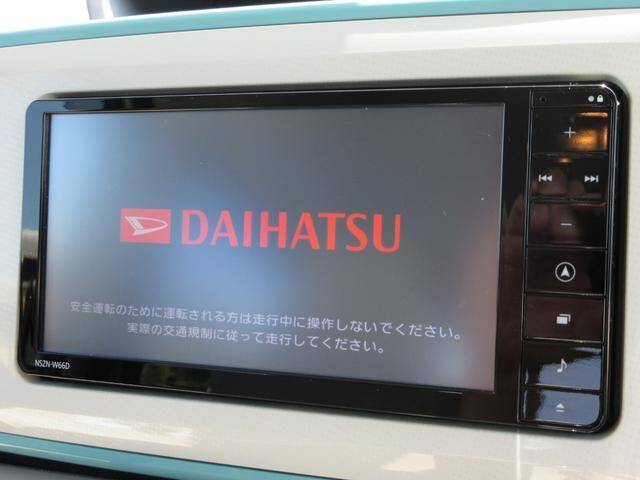 DAIHATSU
安全運転のために運転される方は走行中に操作しないでください。
実際の交通規制に従って走行してください。
NSZN-W66D